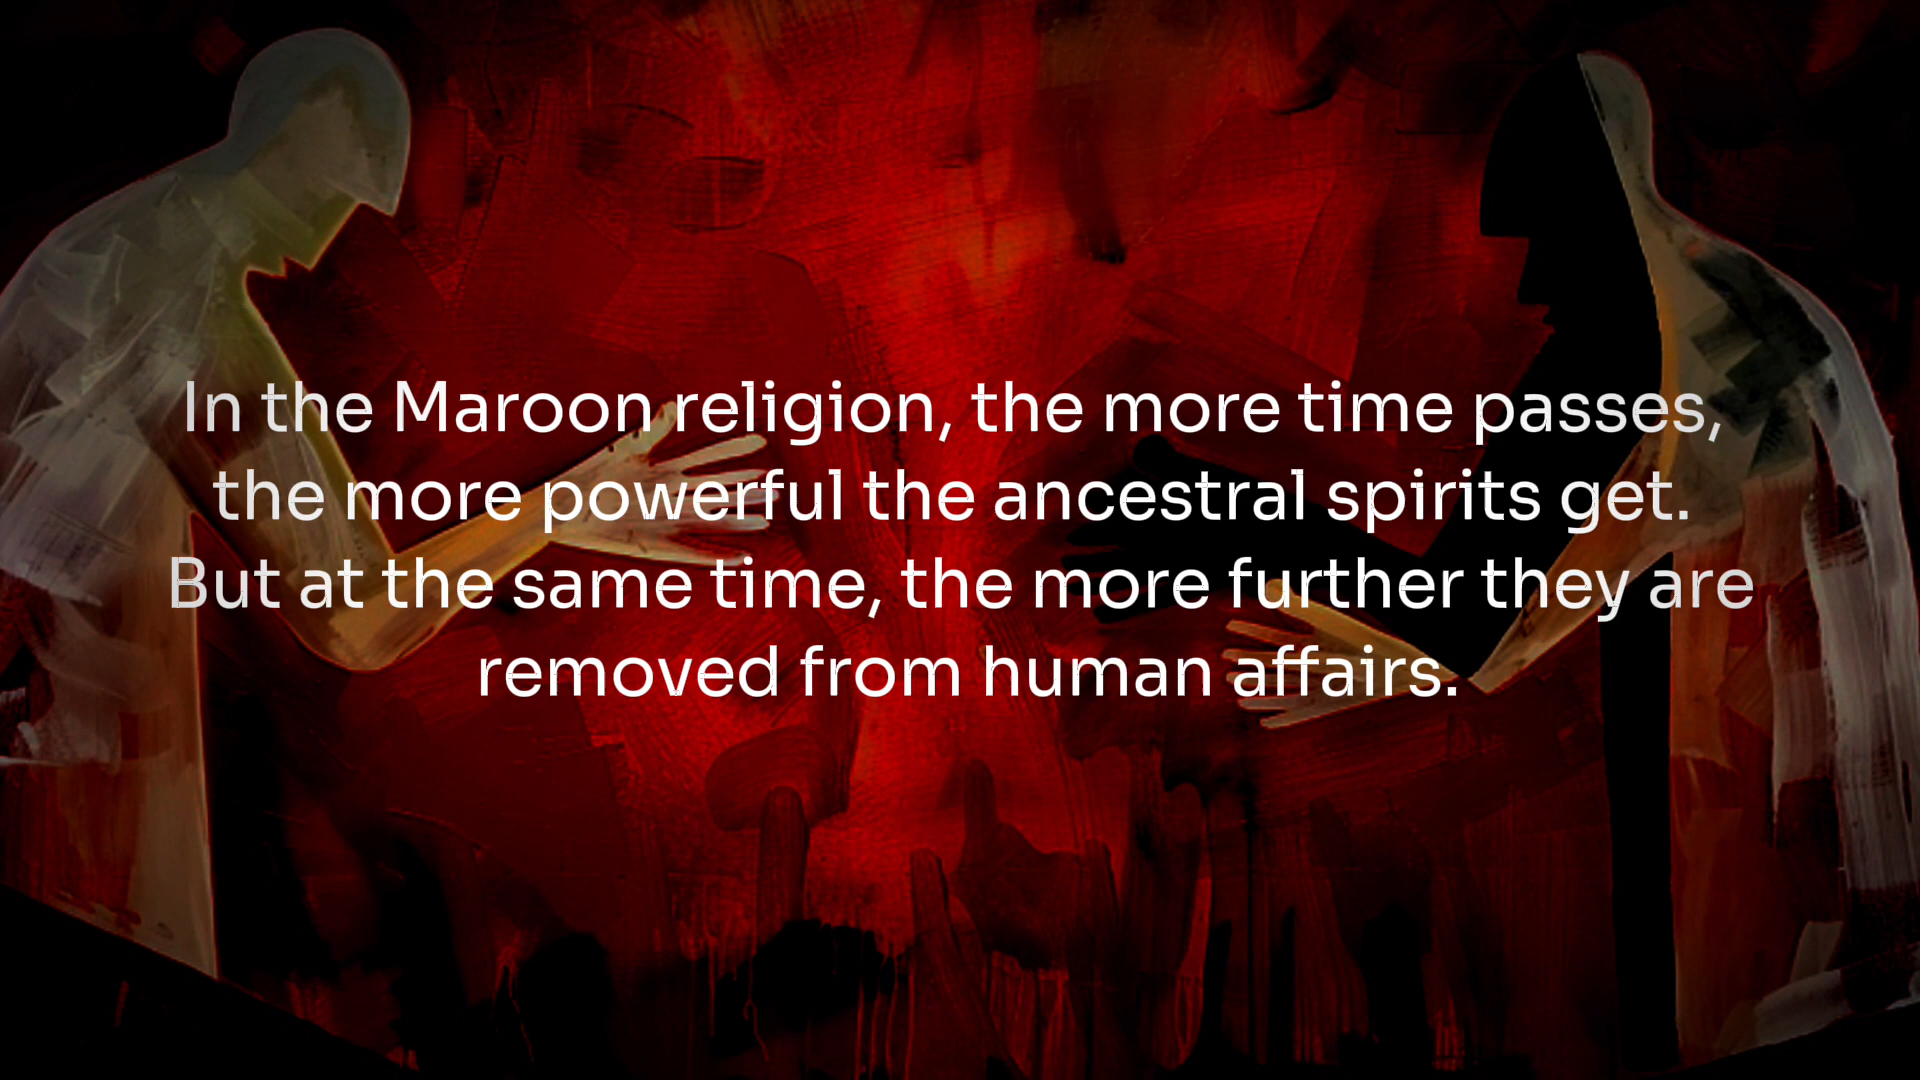 In the Maroon religion, the more time passes,
the more powerful the ancestral spirits get.
But at the same time, the more further they are
removed from human affairs.